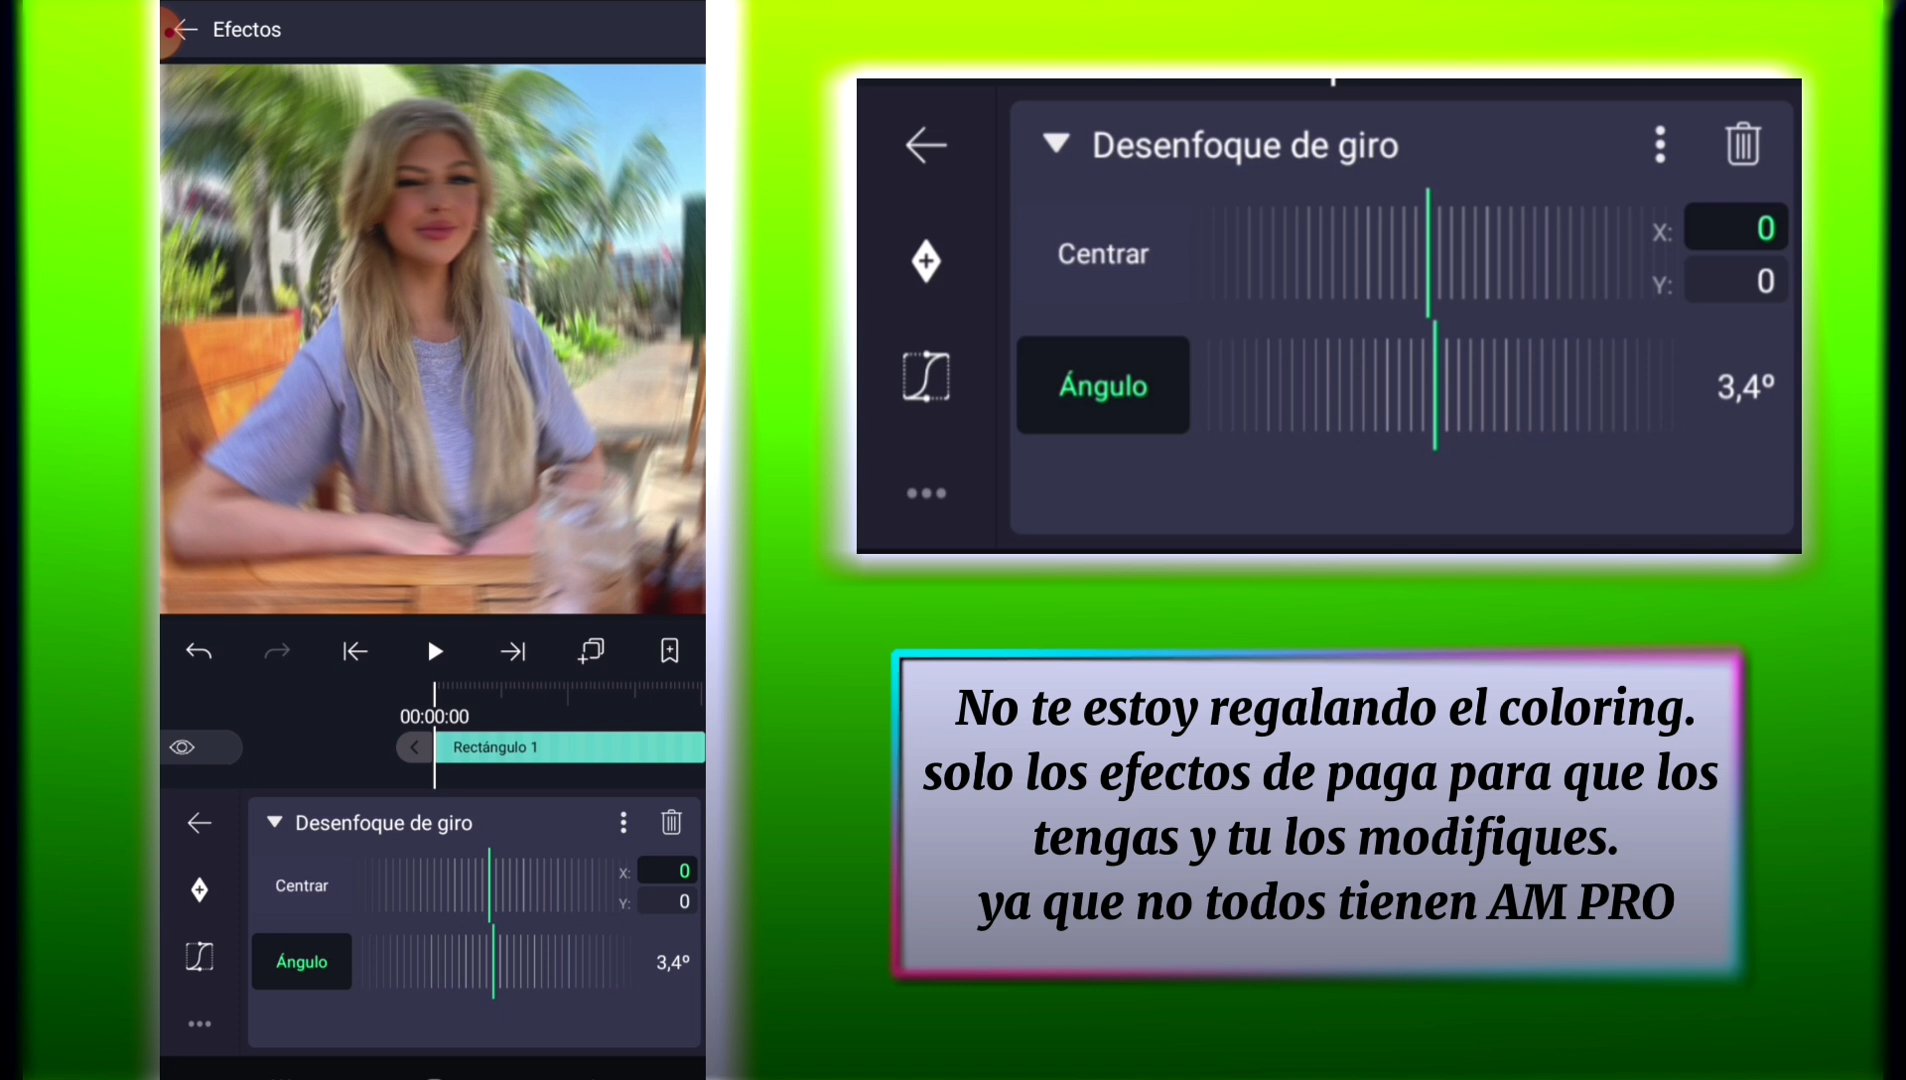 Efectos
00:00:00
Rectángulo 1
Desenfoque de giro
Centrar
X: 0
Y: 0
Ángulo
3,4º
Desenfoque de giro
Centrar
X: 0
Y: 0
Ángulo
3,4º
No te estoy regalando el coloring.
solo los efectos de paga para que los
tengas y tu los modifiques.
ya que no todos tienen AM PRO